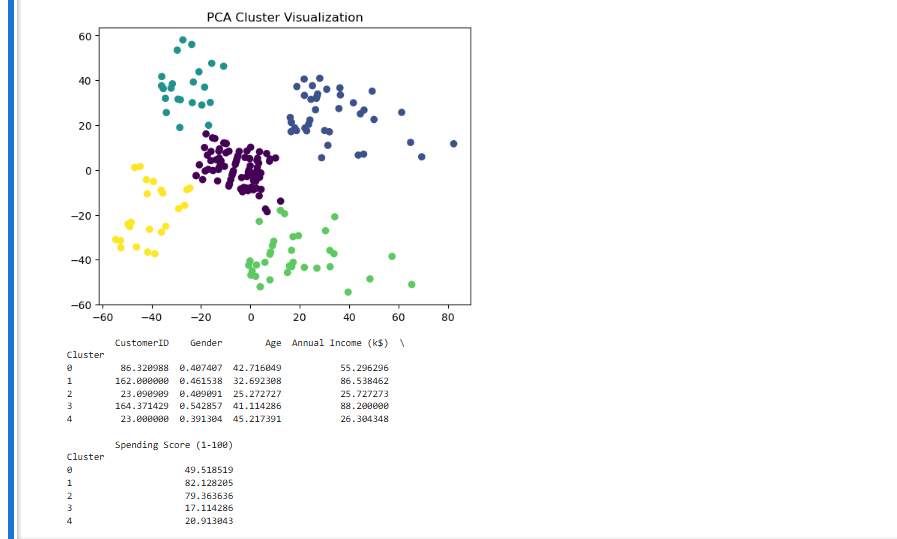 PCA Cluster Visualization
60
40
20
0
−20
−40
−60
−60 −40 −20 0 20 40 60 80
CustomerID Gender Age Annual Income (k$) \
Cluster
0 86.320988 0.407407 42.716049 55.296296
1 162.000000 0.461538 32.692308 86.538462
2 23.090909 0.409091 25.272727 25.727273
3 164.371429 0.542857 41.114286 88.200000
4 23.000000 0.391304 45.217391 26.304348
Spending Score (1-100)
Cluster
0 49.518519
1 82.128205
2 79.363636
3 17.114286
4 20.913043